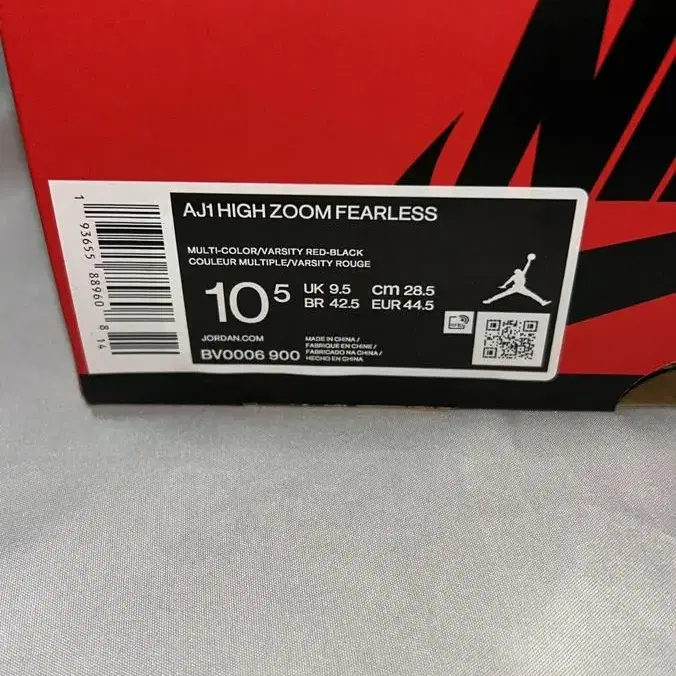 AJ1 HIGH ZOOM FEARLESS
MULTI-COLOR/VARSITY RED-BLACK
COULEUR MULTIPLE/VARSITY ROUGE
10 5
UK 9.5 cm 28.5
BR 42.5 EUR 44.5
JORDAN.COM
BV0006 900
MADE IN CHINA /
FABRIQUE EN CHINE /
FABRICADO NA CHINA /
HECHO EN CHINA
1 93655 88960 8 14